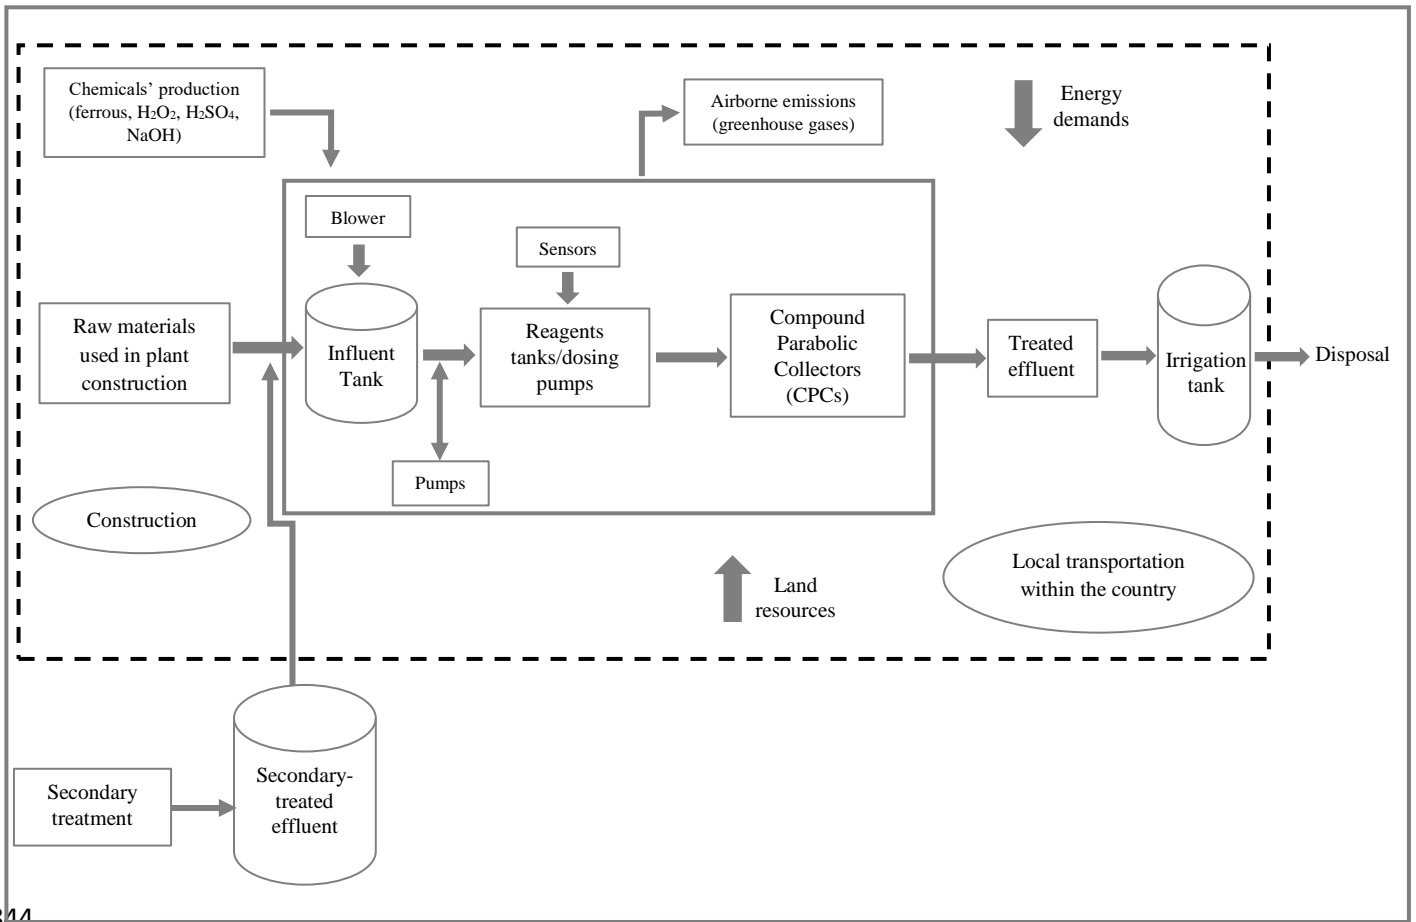 Chemicals’ production
(ferrous, H₂O₂, H₂SO₄,
NaOH)
Airborne emissions
(greenhouse gases)
Energy
demands
Blower
Sensors
Raw materials
used in plant
construction
Influent
Tank
Reagents
tanks/dosing
pumps
Compound
Parabolic
Collectors
(CPCs)
Treated
effluent
Irrigation
tank
Disposal
Pumps
Construction
Local transportation
within the country
Land
resources
Secondary
treatment
Secondary-
treated
effluent